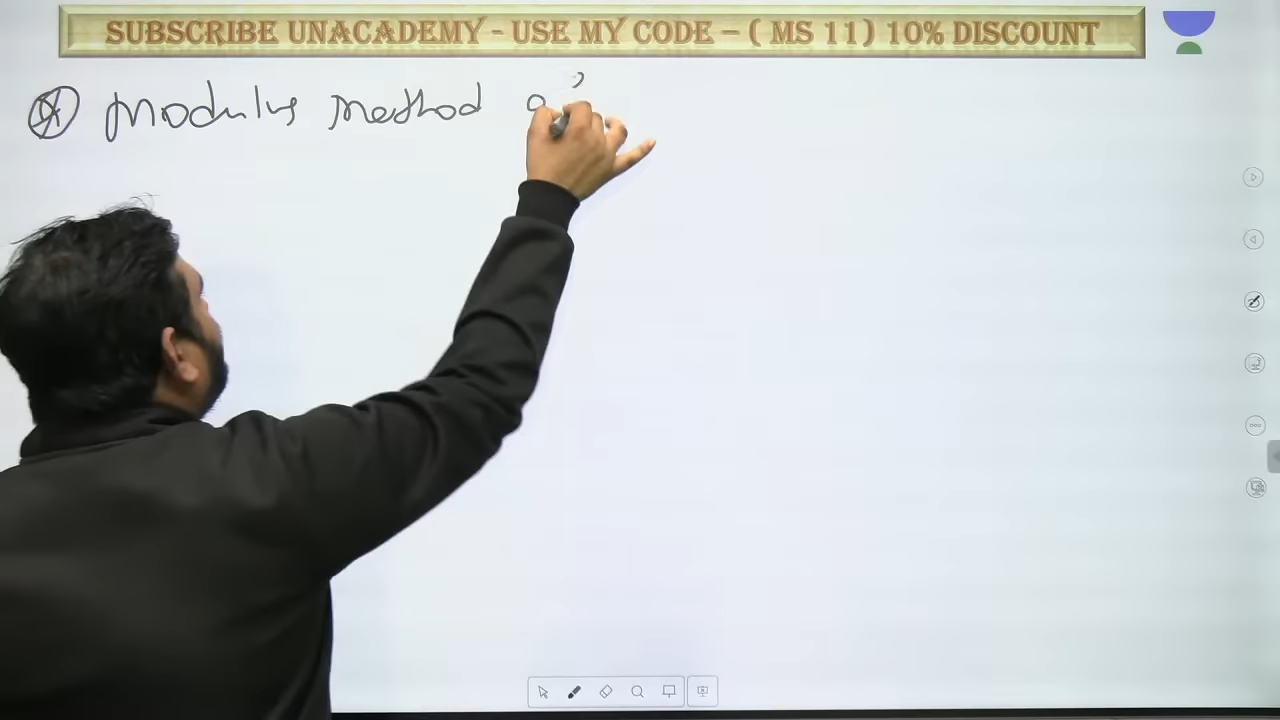 SUBSCRIBE UNACADEMY - USE MY CODE – ( MS 11) 10% DISCOUNT
Modulus method